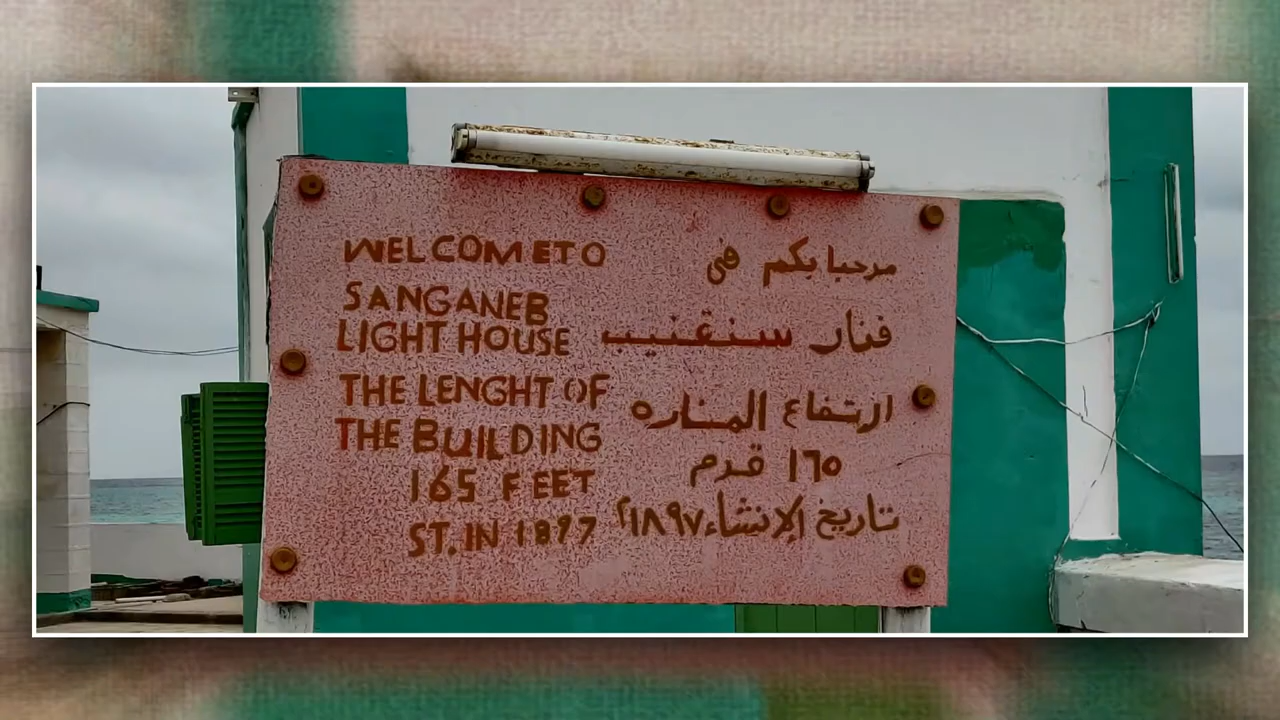 WELCOME TO
SANGANEB
LIGHT HOUSE
THE LENGHT OF
THE BUILDING
165 FEET
ST. IN 1897
مرحبا بكم فى
فنار سنقنيب
ارتفاع المناره
١٦٥ قدم
تاريخ الإنشاء ١٨٩٧م